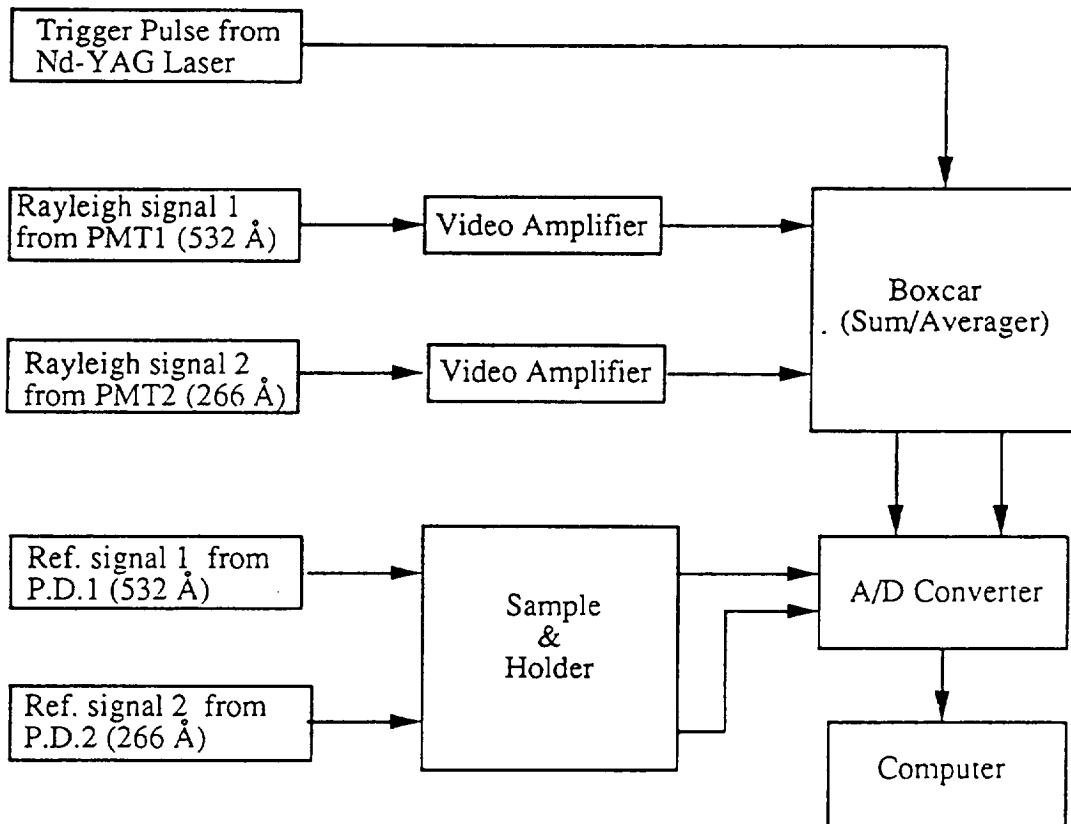 Trigger Pulse from
Nd-YAG Laser
Rayleigh signal 1
from PMT1 (532 Å)
Video Amplifier
Rayleigh signal 2
from PMT2 (266 Å)
Video Amplifier
Boxcar
(Sum/Averager)
Ref. signal 1 from
P.D.1 (532 Å)
Ref. signal 2 from
P.D.2 (266 Å)
Sample
&
Holder
A/D Converter
Computer